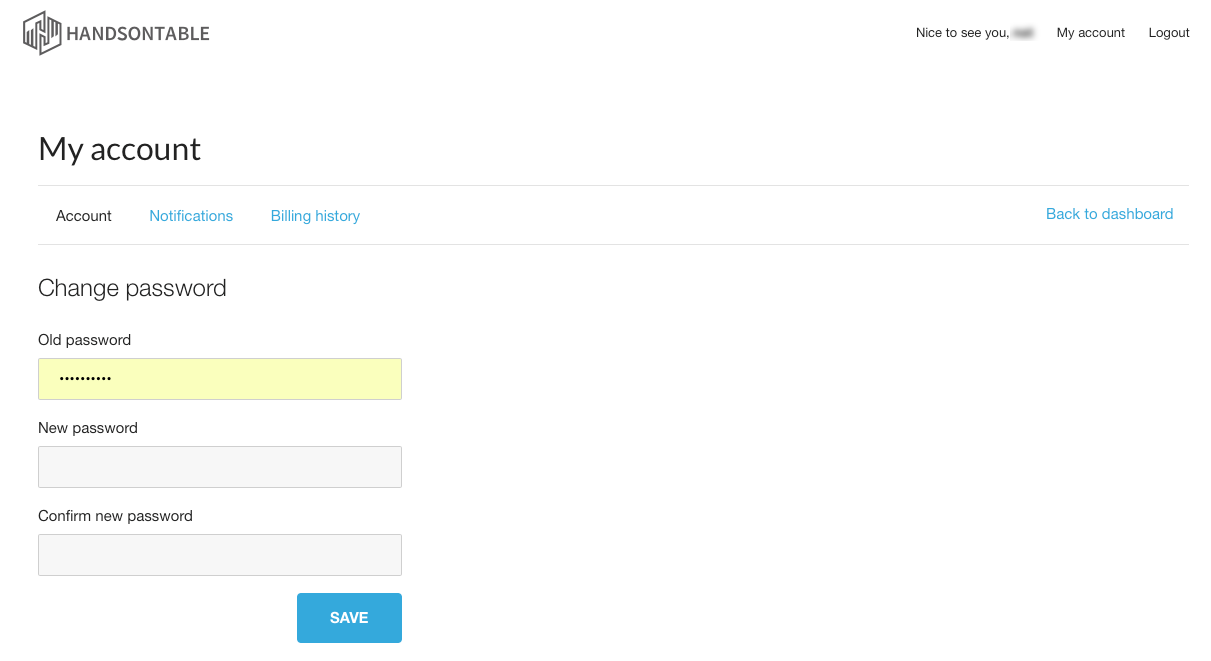 HANDSONTABLE
Nice to see you, My account Logout
My account
Account Notifications Billing history Back to dashboard
Change password
Old password
••••••••••
New password
Confirm new password
SAVE